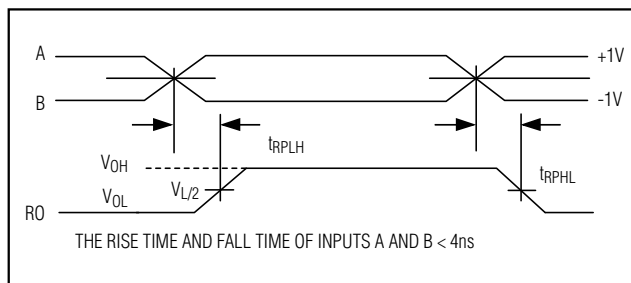 A
+1V
B
-1V
tRPLH
VOH
tRPHL
VL/2
VOL
RO
THE RISE TIME AND FALL TIME OF INPUTS A AND B < 4ns